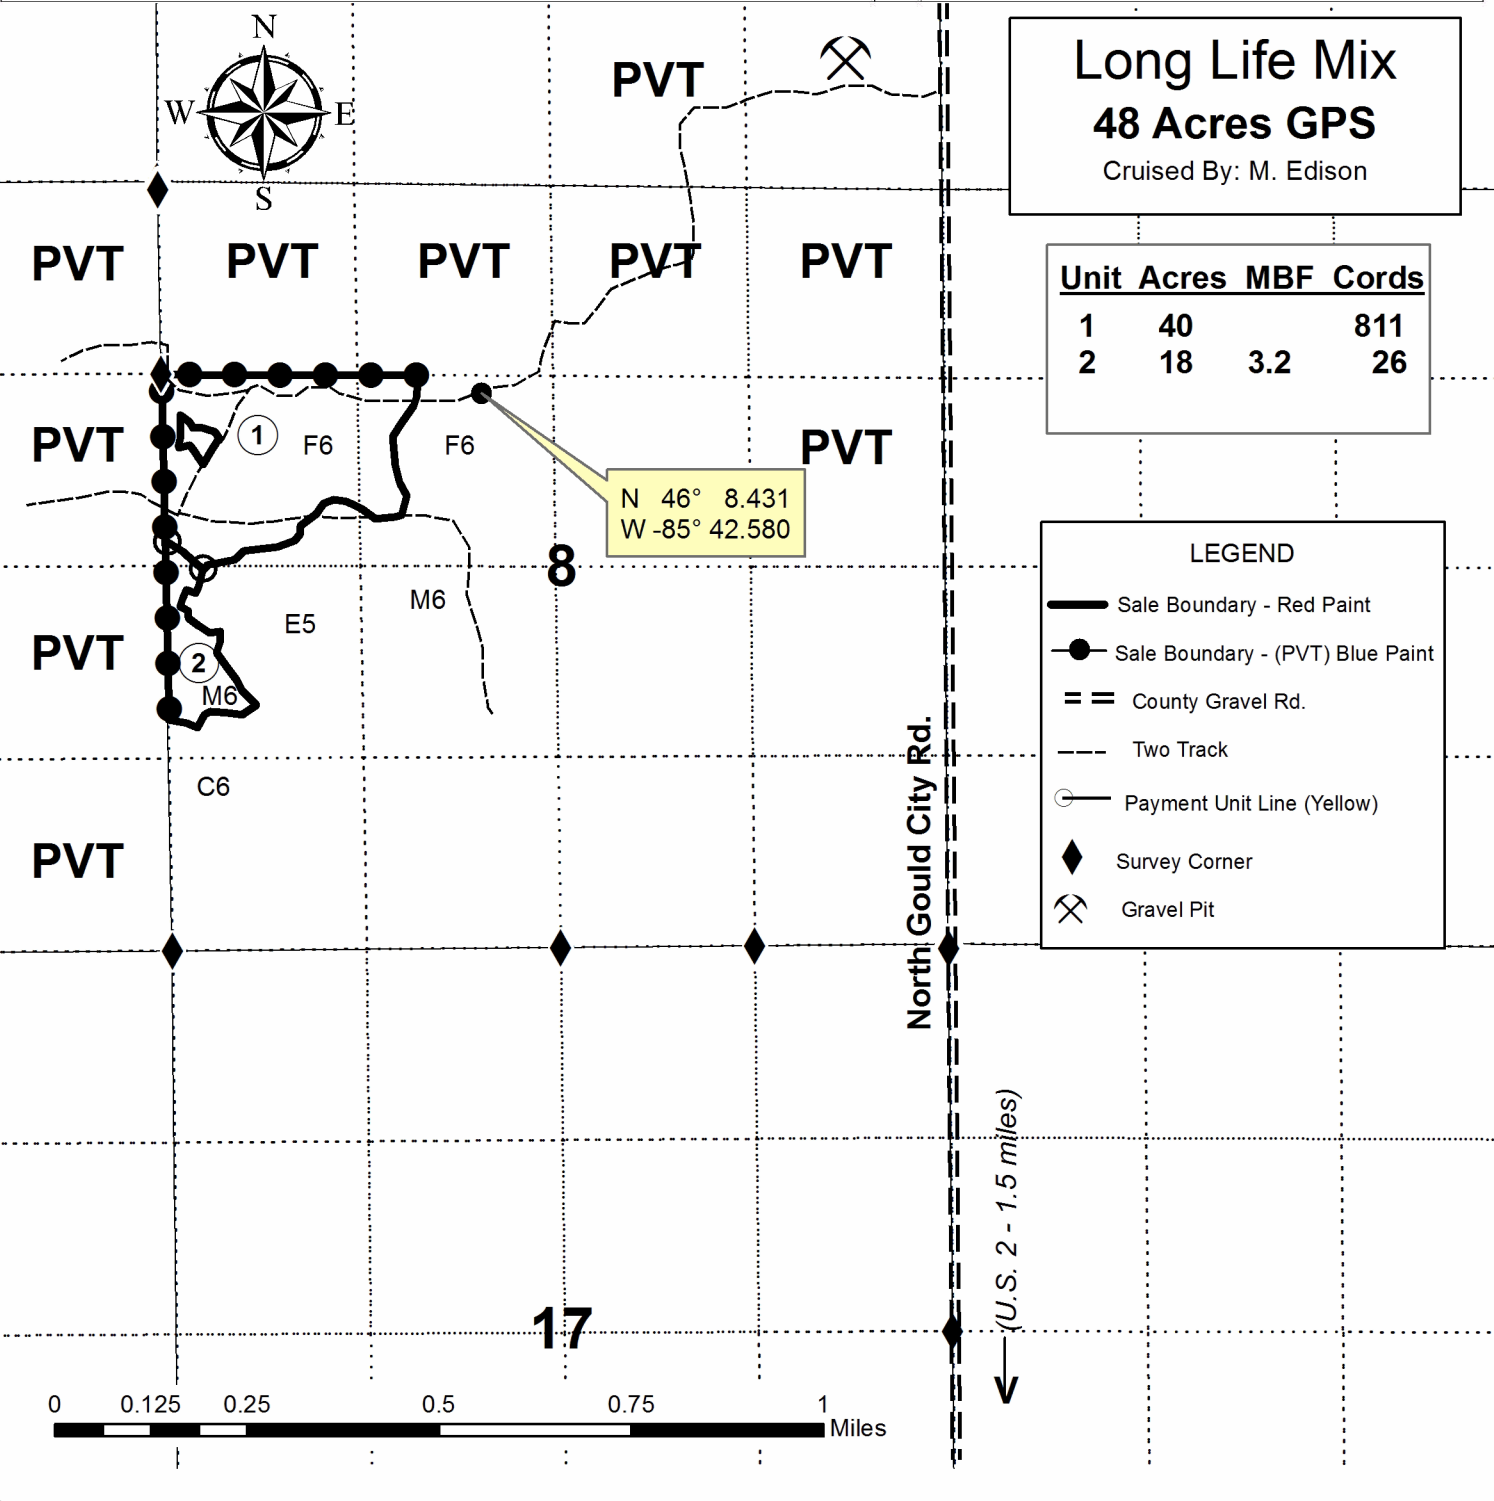 N
W
E
S
PVT
Long Life Mix
48 Acres GPS
Cruised By: M. Edison
PVT
PVT
PVT
PVT
PVT
Unit Acres MBF Cords
1 40 811
2 18 3.2 26
PVT
1
F6
F6
PVT
N 46° 8.431
W -85° 42.580
8
M6
E5
PVT
2
M6
C6
PVT
LEGEND
Sale Boundary - Red Paint
Sale Boundary - (PVT) Blue Paint
County Gravel Rd.
Two Track
Payment Unit Line (Yellow)
Survey Corner
Gravel Pit
North Gould City Rd.
(U.S. 2 - 1.5 miles)
17
0 0.125 0.25 0.5 0.75 1
Miles